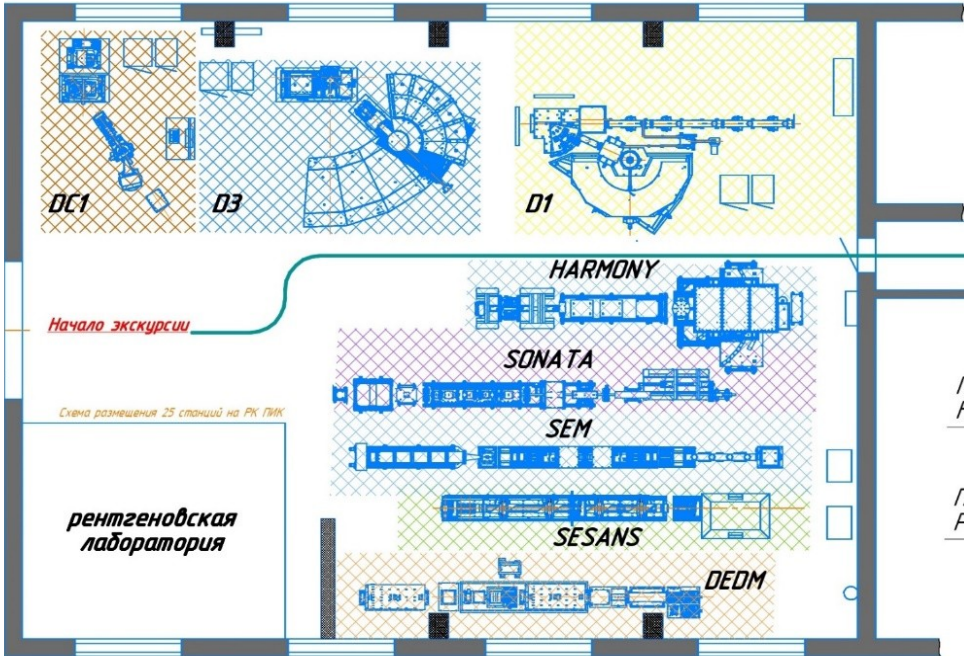 DC1
D3
D1
HARMONY
Начало экскурсии
SONATA
Схема размещения 25 станций на РК ПИК
SEM
рентгеновская
лаборатория
SESANS
DEDM